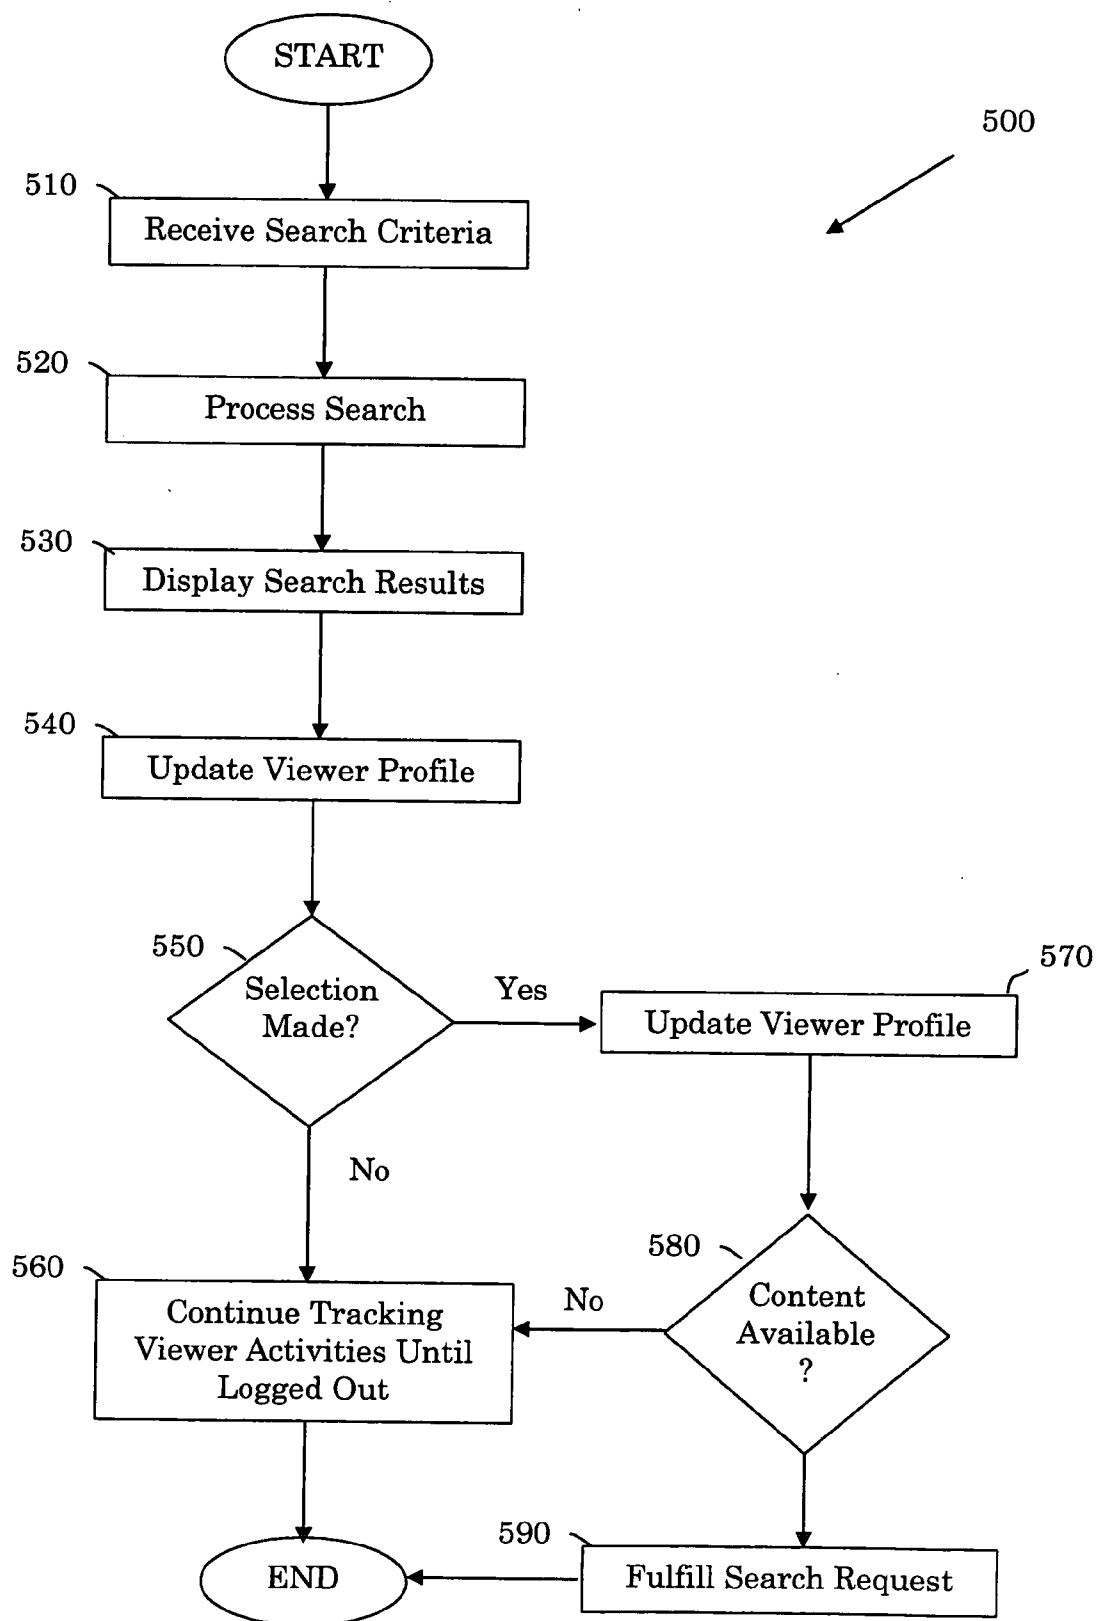 START
500
510
Receive Search Criteria
520
Process Search
530
Display Search Results
540
Update Viewer Profile
550
Selection
Made?
Yes
570
Update Viewer Profile
No
580
Content
Available
?
No
560
Continue Tracking
Viewer Activities Until
Logged Out
590
Fulfill Search Request
END